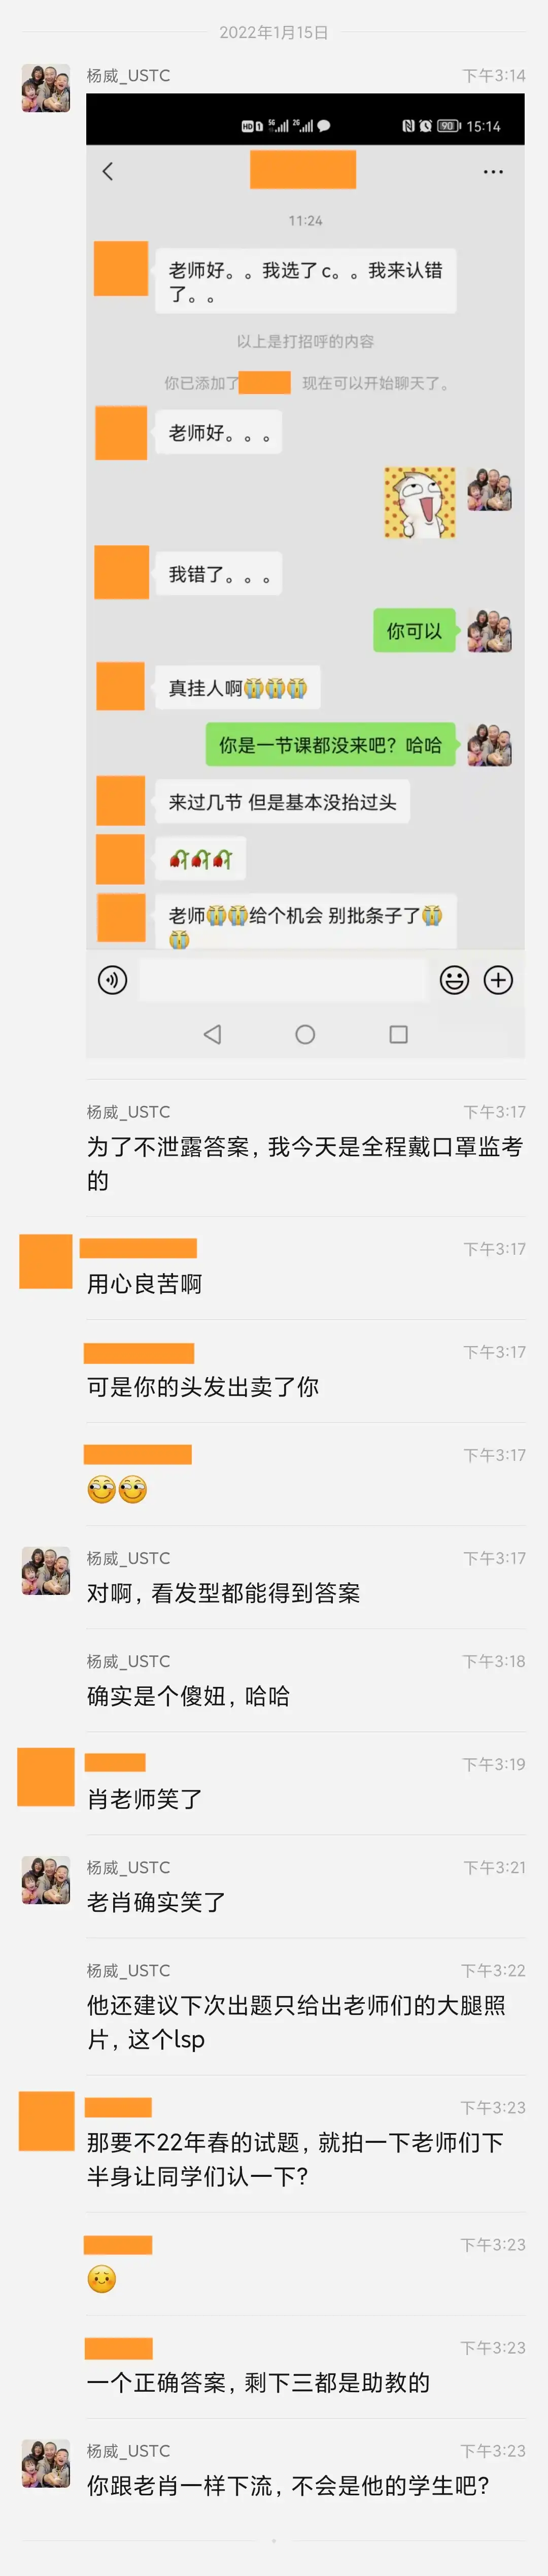 2022年1月15日
杨威_USTC
下午3:14
HD 5G 2G N 90 15:14
11:24
老师好。。我选了 c。。我来认错
了。。
以上是打招呼的内容
你已添加了 现在可以开始聊天了。
老师好。。。
我错了。。。
你可以
真挂人啊😭😭😭
你是一节课都没来吧？哈哈
来过几节 但是基本没抬过头
🥀🥀🥀
老师😭😭给个机会 别批条子了😭
😭
杨威_USTC
下午3:17
为了不泄露答案，我今天是全程戴口罩监考
的
下午3:17
用心良苦啊
下午3:17
可是你的头发出卖了你
下午3:17
杨威_USTC
下午3:17
对啊，看发型都能得到答案
杨威_USTC
下午3:18
确实是个傻妞，哈哈
下午3:19
肖老师笑了
杨威_USTC
下午3:21
老肖确实笑了
杨威_USTC
下午3:22
他还建议下次出题只给出老师们的大腿照
片，这个lsp
下午3:23
那要不22年春的试题，就拍一下老师们下
半身让同学们认一下？
下午3:23
下午3:23
一个正确答案，剩下三都是助教的
杨威_USTC
下午3:23
你跟老肖一样下流，不会是他的学生吧？